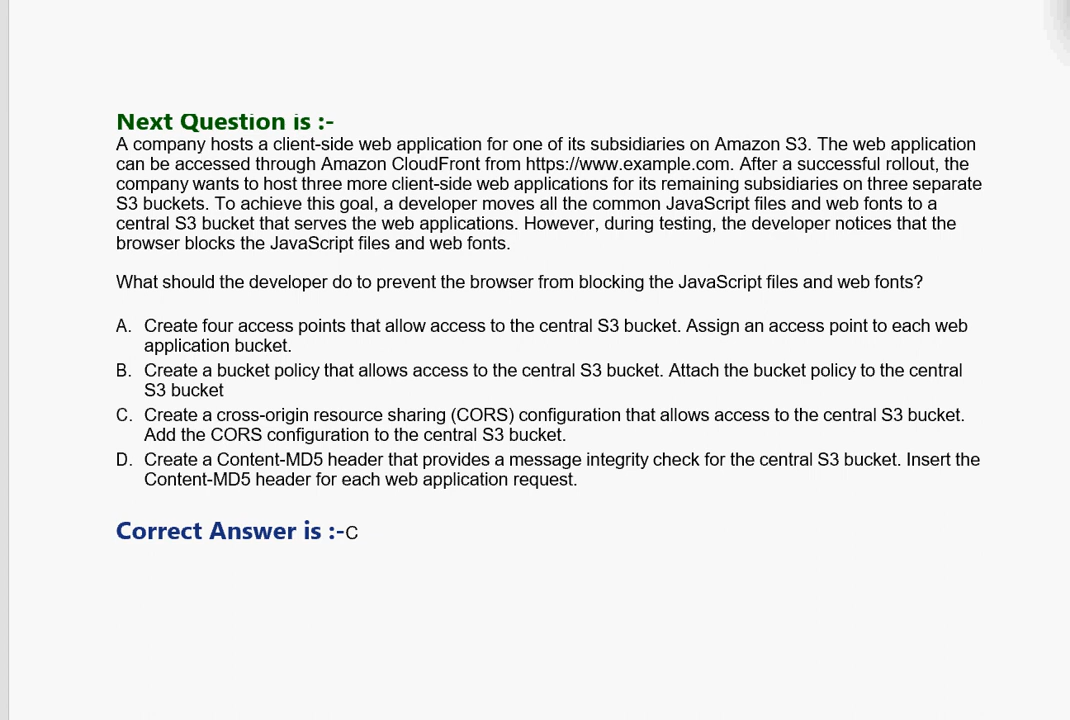 Next Question is :-
A company hosts a client-side web application for one of its subsidiaries on Amazon S3. The web application
can be accessed through Amazon CloudFront from https://www.example.com. After a successful rollout, the
company wants to host three more client-side web applications for its remaining subsidiaries on three separate
S3 buckets. To achieve this goal, a developer moves all the common JavaScript files and web fonts to a
central S3 bucket that serves the web applications. However, during testing, the developer notices that the
browser blocks the JavaScript files and web fonts.
What should the developer do to prevent the browser from blocking the JavaScript files and web fonts?
A. Create four access points that allow access to the central S3 bucket. Assign an access point to each web
application bucket.
B. Create a bucket policy that allows access to the central S3 bucket. Attach the bucket policy to the central
S3 bucket
C. Create a cross-origin resource sharing (CORS) configuration that allows access to the central S3 bucket.
Add the CORS configuration to the central S3 bucket.
D. Create a Content-MD5 header that provides a message integrity check for the central S3 bucket. Insert the
Content-MD5 header for each web application request.
Correct Answer is :-C